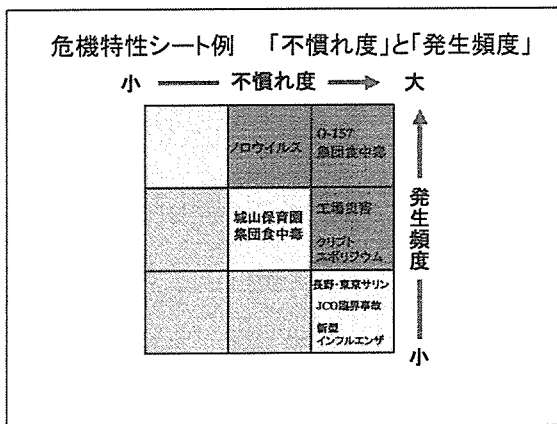 危機特性シート例 「不慣れ度」と「発生頻度」
小 不慣れ度 大
ノロウイルス
O-157
集団食中毒
城山保育園
集団食中毒
工場災害
クリプト
スポリジウム
長野・東京サリン
JCO臨界事故
新型
インフルエンザ
発生頻度
小